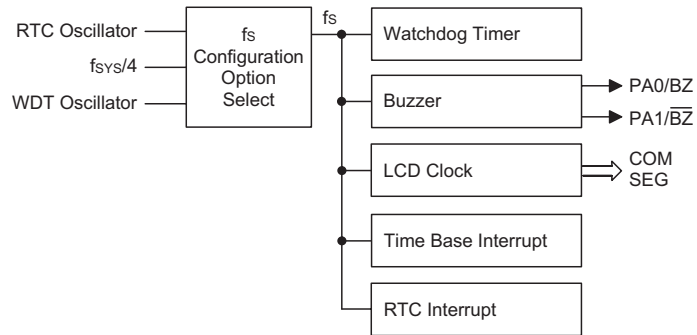 RTC Oscillator
fSYS/4
WDT Oscillator
fS
Configuration
Option
Select
fS
Watchdog Timer
Buzzer
PA0/BZ
PA1/B̅Z̅
LCD Clock
COM
SEG
Time Base Interrupt
RTC Interrupt